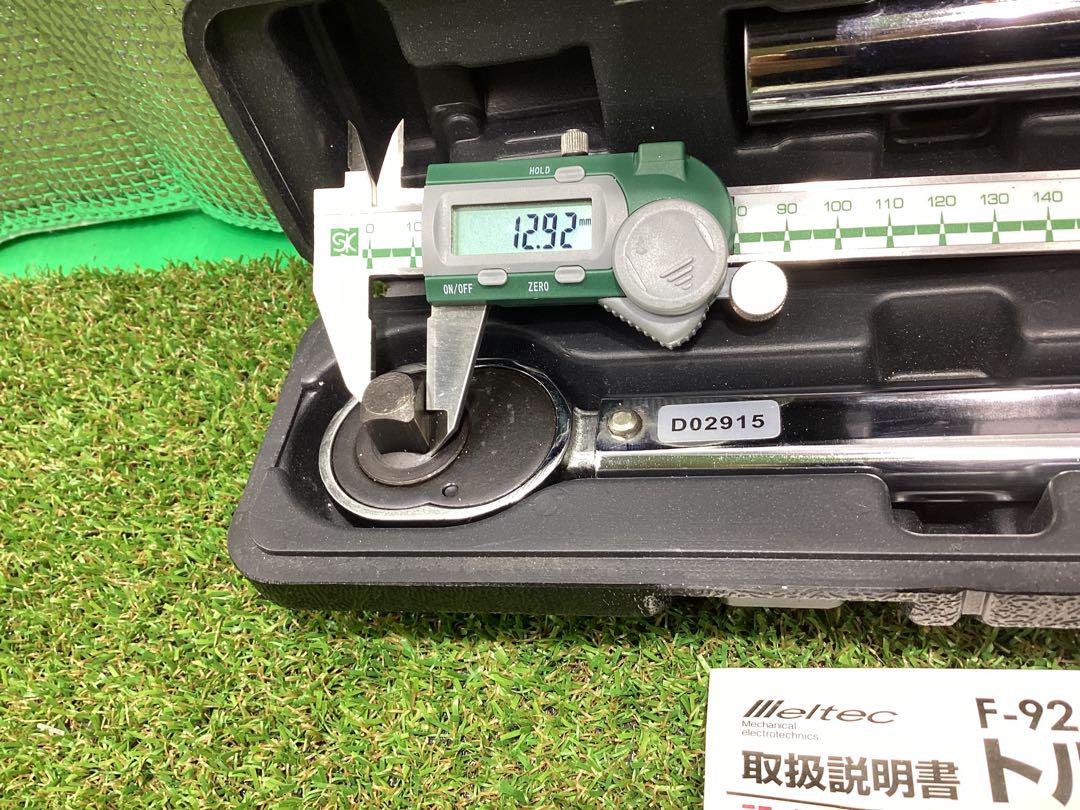 HOLD
12.92 mm
ON/OFF ZERO
SK 0 10 90 100 110 120 130 140
D02915
Meltec F-92
Mechanical
electrotechnics
取扱説明書